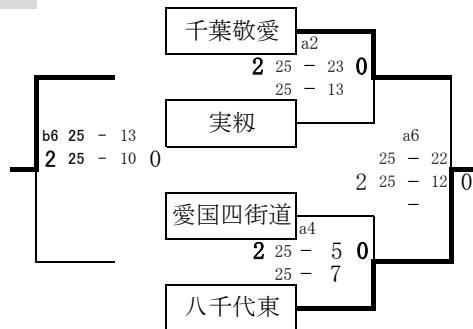 千葉敬愛
a2
2 25 － 23 0
25 － 13
実籾
b6 25 － 13
2 25 － 10 0
a6
25 － 22
2 25 － 12 0
－
愛国四街道
a4
2 25 － 5 0
25 － 7
八千代東